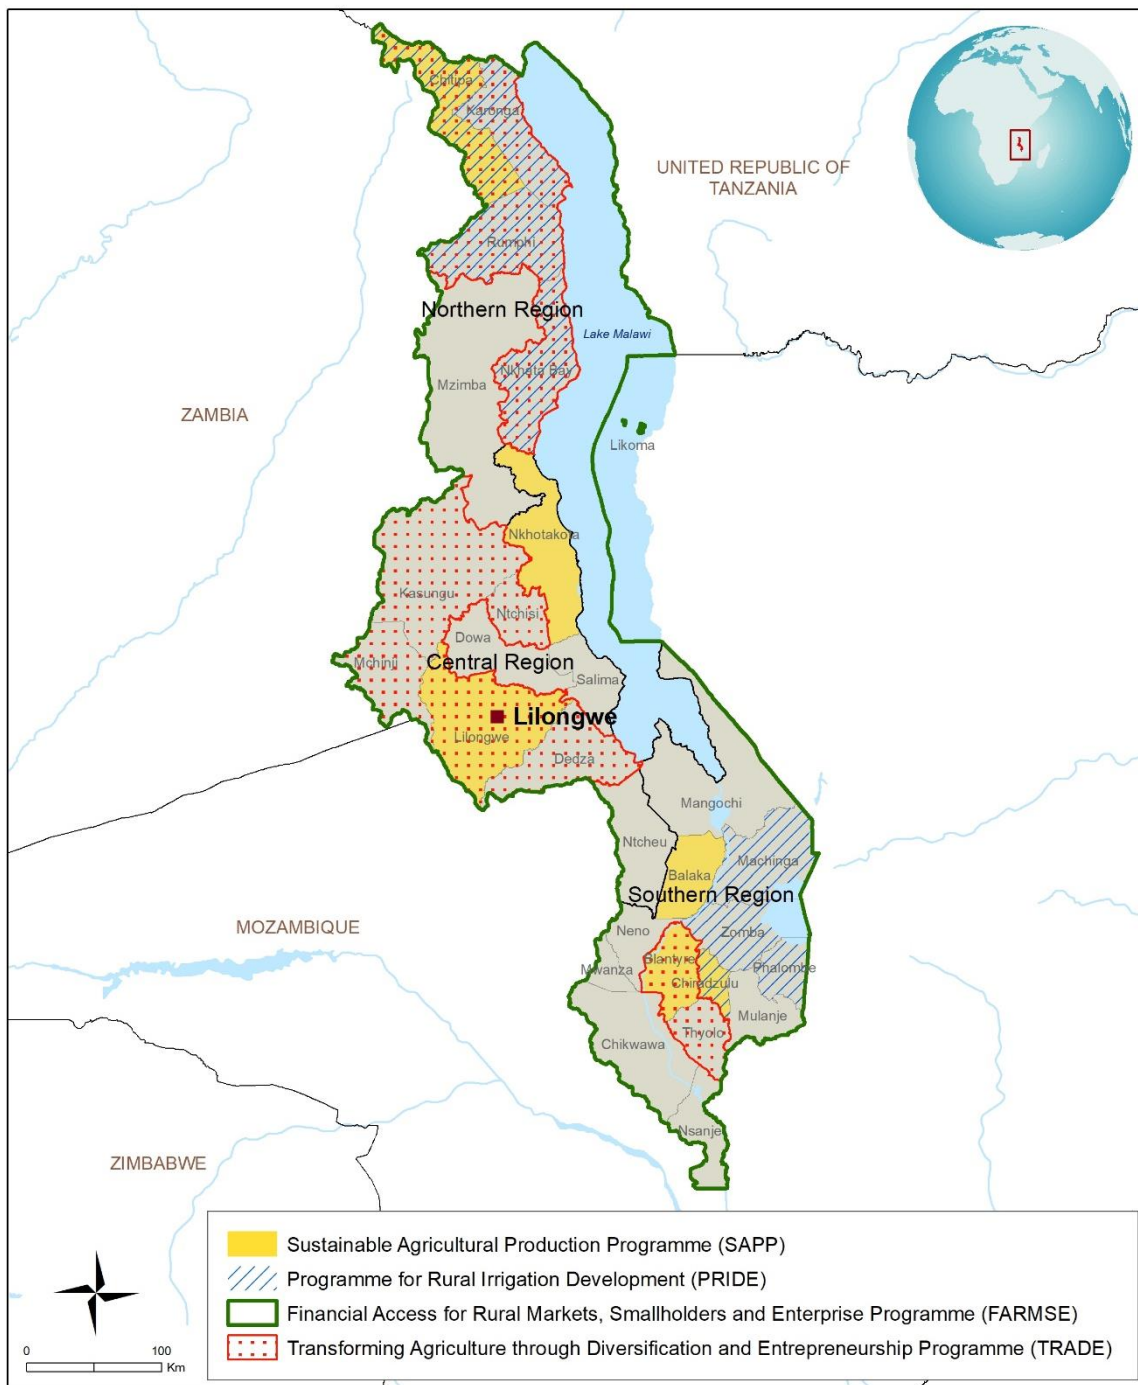 Chitipa
Karonga
UNITED REPUBLIC OF
TANZANIA
Rumphi
Northern Region
Lake Malawi
Nkhata Bay
Mzimba
ZAMBIA
Likoma
Nkhotakota
Kasungu
Ntchisi
Dowa
Mchinji
Central Region
Salima
Lilongwe
Lilongwe
Dedza
Mangochi
Ntcheu
Machinga
Balaka
Southern Region
MOZAMBIQUE
Neno
Zomba
Blantyre
Phalombe
Mwanza
Chiradzulu
Mulanje
Thyolo
Chikwawa
Nsanje
ZIMBABWE
Sustainable Agricultural Production Programme (SAPP)
Programme for Rural Irrigation Development (PRIDE)
Financial Access for Rural Markets, Smallholders and Enterprise Programme (FARMSE)
Transforming Agriculture through Diversification and Entrepreneurship Programme (TRADE)
0 100
Km